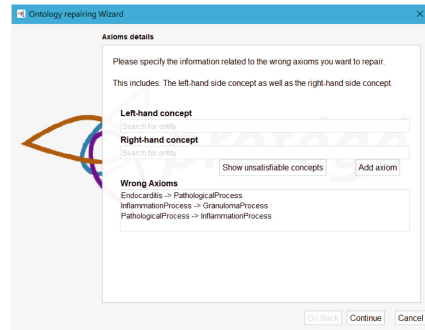 Ontology repairing Wizard
Axioms details
Please specify the information related to the wrong axioms you want to repair.
This includes: The left-hand side concept as well as the right-hand side concept.
Left-hand concept
Search for entity
Right-hand concept
Search for entity
Show unsatisfiable concepts Add axiom
Wrong Axioms
Endocarditis -> PathologicalProcess
InflammationProcess -> GranulomaProcess
PathologicalProcess -> InflammationProcess
protégé
Go Back Continue Cancel